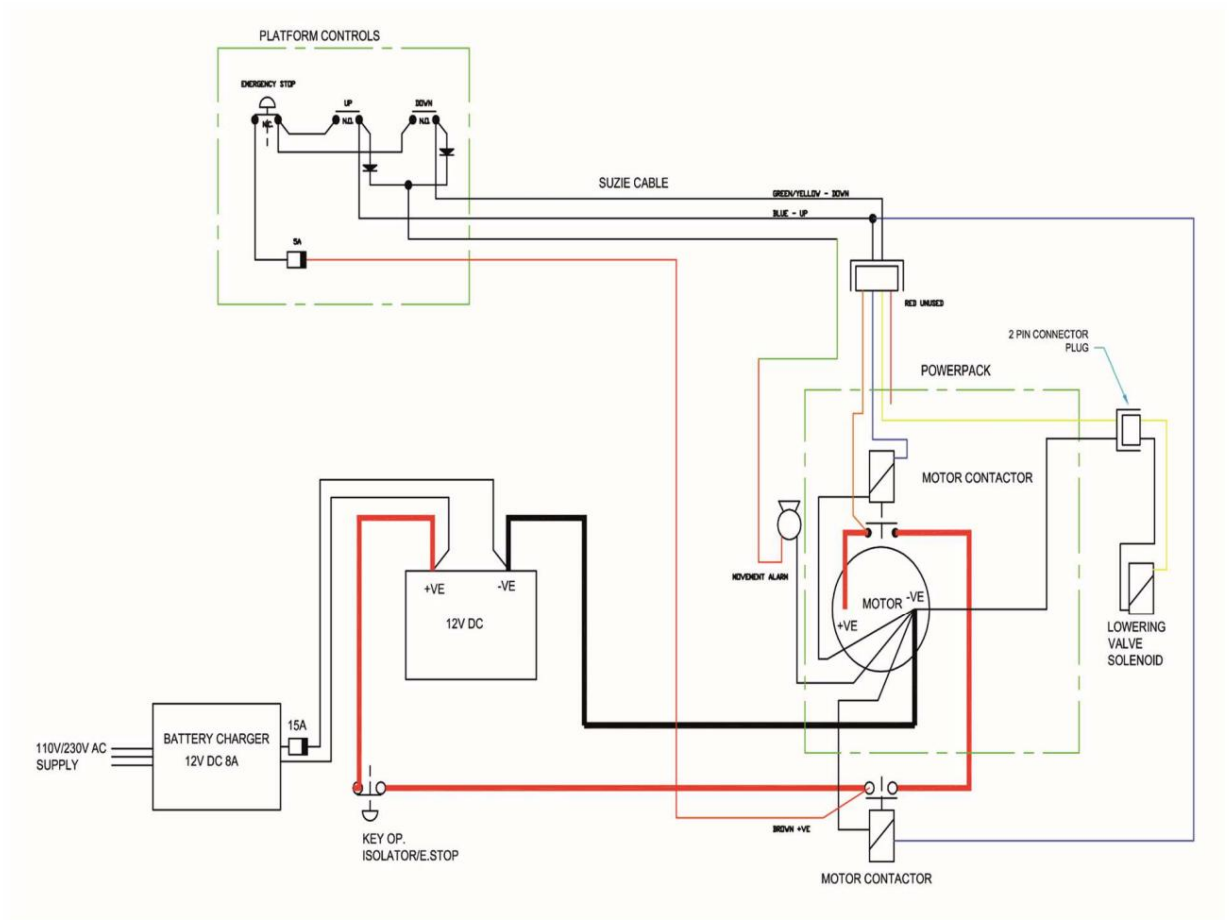 PLATFORM CONTROLS
EMERGENCY STOP
UP
DOWN
N.C.
N.O.
N.O.
SUZIE CABLE
GREEN/YELLOW - DOWN
BLUE - UP
5A
RED UNUSED
2 PIN CONNECTOR
PLUG
POWERPACK
MOTOR CONTACTOR
MOVEMENT ALARM
+VE
-VE
12V DC
MOTOR
-VE
+VE
LOWERING
VALVE
SOLENOID
15A
BATTERY CHARGER
12V DC 8A
110V/230V AC
SUPPLY
BROWN +VE
KEY OP.
ISOLATOR/E.STOP
MOTOR CONTACTOR